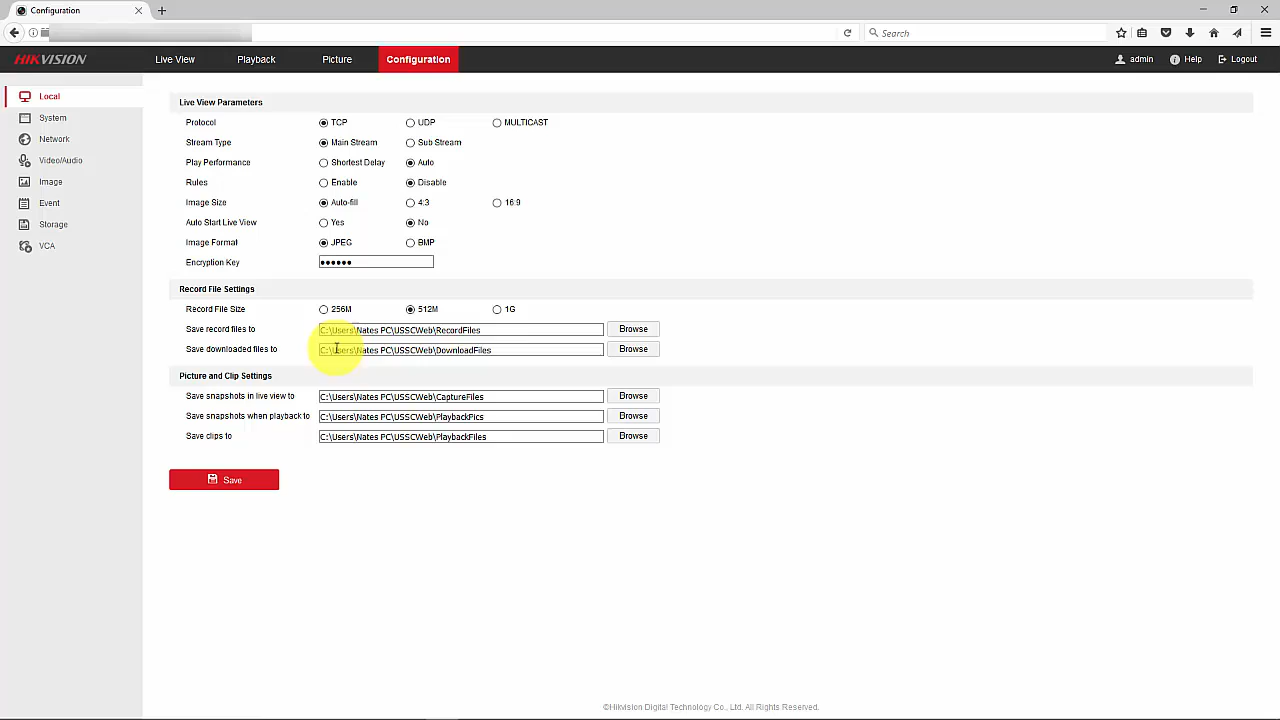 Configuration
Search
HIKVISION Live View Playback Picture Configuration admin Help Logout
Local
System
Network
Video/Audio
Image
Event
Storage
VCA
Live View Parameters
Protocol TCP UDP MULTICAST
Stream Type Main Stream Sub Stream
Play Performance Shortest Delay Auto
Rules Enable Disable
Image Size Auto-fill 4:3 16:9
Auto Start Live View Yes No
Image Format JPEG BMP
Encryption Key ••••••
Record File Settings
Record File Size 256M 512M 1G
Save record files to C:\Users\Nates PC\USSCWeb\RecordFiles Browse
Save downloaded files to C:\Users\Nates PC\USSCWeb\DownloadFiles Browse
Picture and Clip Settings
Save snapshots in live view to C:\Users\Nates PC\USSCWeb\CaptureFiles Browse
Save snapshots when playback to C:\Users\Nates PC\USSCWeb\PlaybackPics Browse
Save clips to C:\Users\Nates PC\USSCWeb\PlaybackFiles Browse
Save
©Hikvision Digital Technology Co., Ltd. All Rights Reserved.